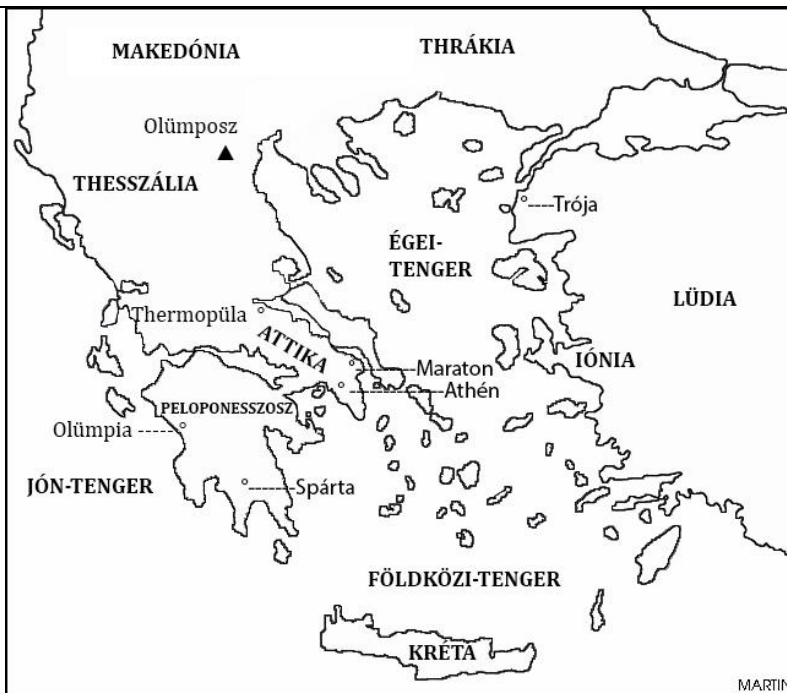 MAKEDÓNIA
THRÁKIA
Olümposz
THESSZÁLIA
Trója
ÉGEI-
TENGER
LÜDIA
Thermopüla
ATTIKA
IÓNIA
Maraton
Athén
PELOPONESSZOSZ
Olümpia
JÓN-TENGER
Spárta
FÖLDKÖZI-TENGER
KRÉTA